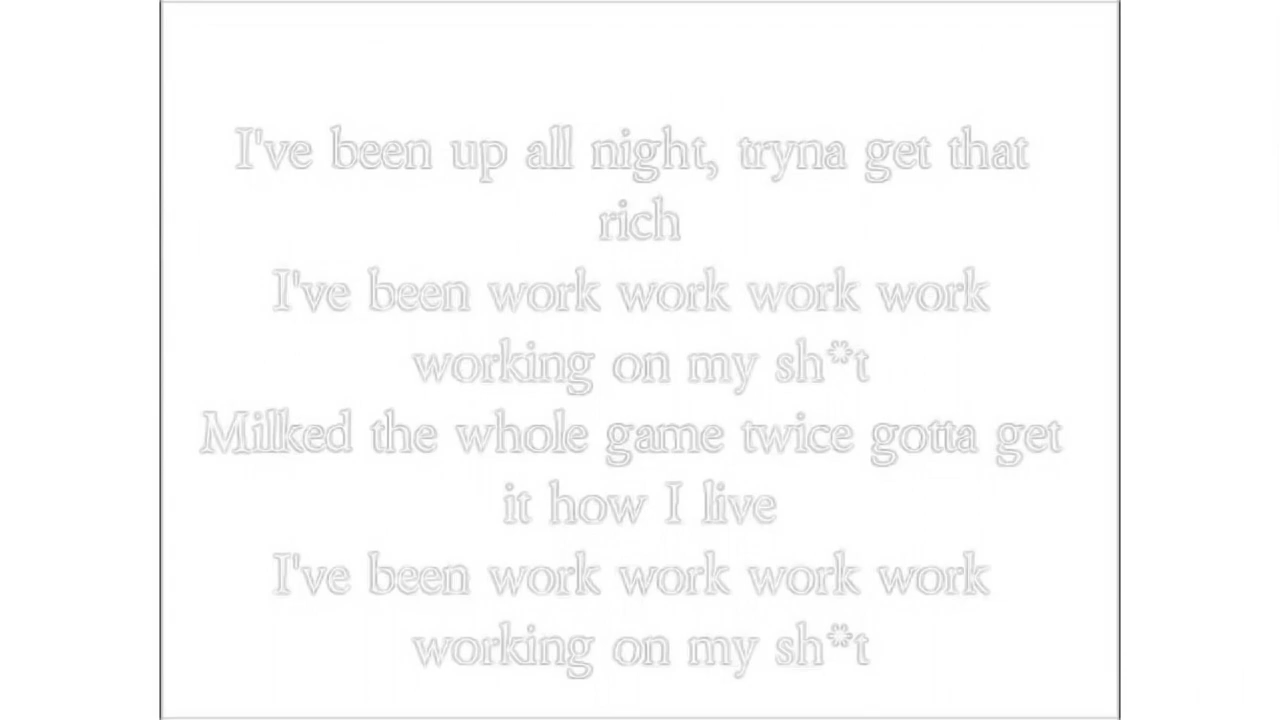 I've been up all night, tryna get that
rich
I've been work work work work
working on my sh*t
Milked the whole game twice gotta get
it how I live
I've been work work work work
working on my sh*t